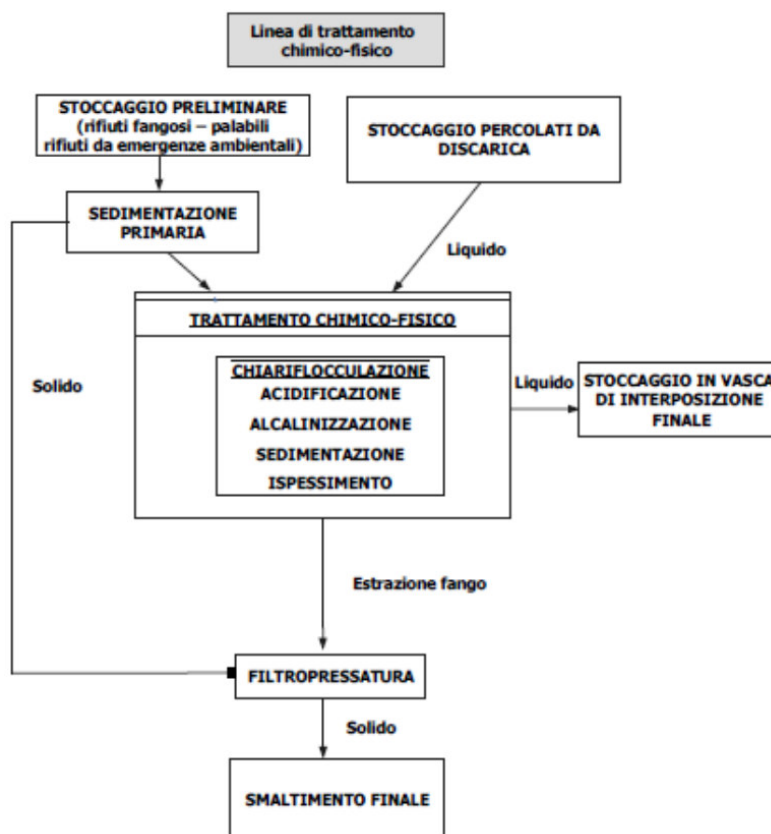 Linea di trattamento
chimico-fisico
STOCCAGGIO PRELIMINARE
(rifiuti fangosi – palabili
rifiuti da emergenze ambientali)
STOCCAGGIO PERCOLATI DA
DISCARICA
SEDIMENTAZIONE
PRIMARIA
Liquido
TRATTAMENTO CHIMICO-FISICO
CHIARIFLOCCULAZIONE
ACIDIFICAZIONE
ALCALINIZZAZIONE
SEDIMENTAZIONE
ISPESSIMENTO
Solido
Liquido
STOCCAGGIO IN VASCA
DI INTERPOSIZIONE
FINALE
Estrazione fango
FILTROPRESSATURA
Solido
SMALTIMENTO FINALE